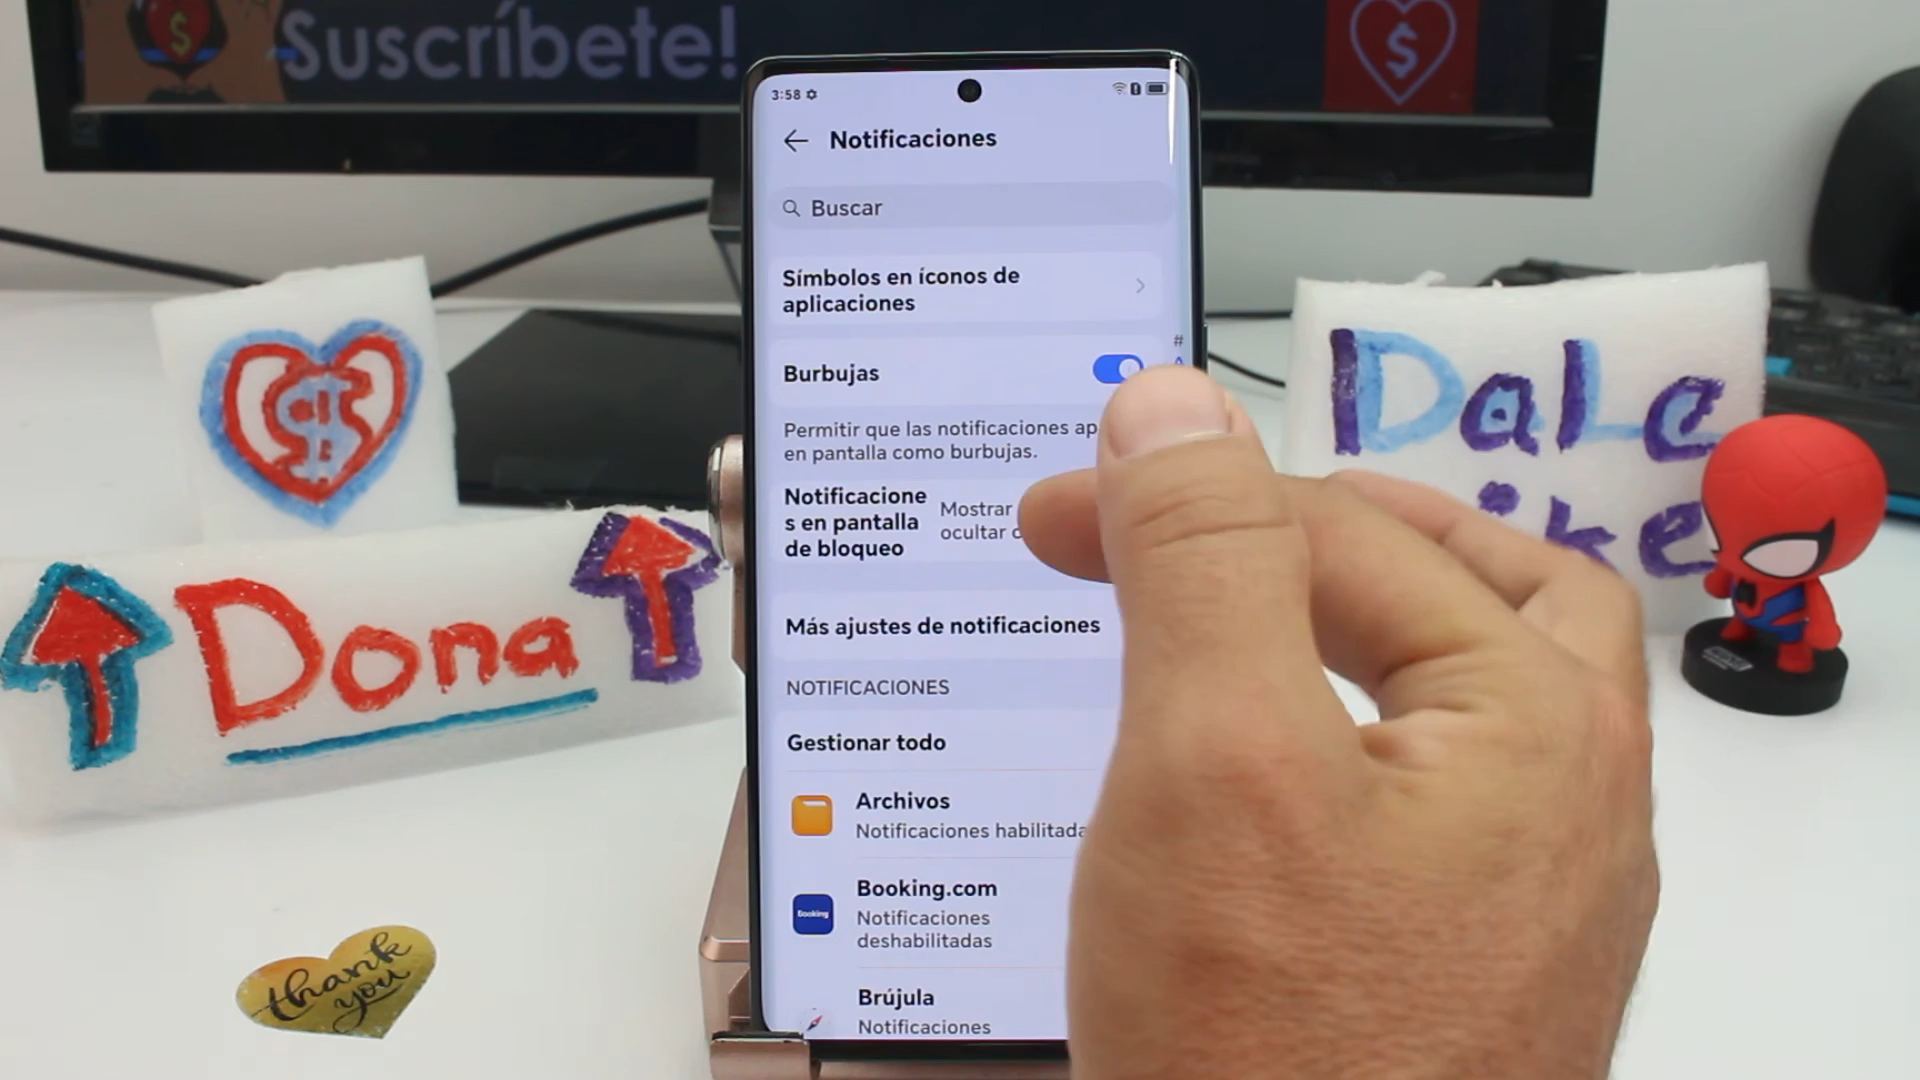 Suscríbete!
$
$
3:58
Notificaciones
Buscar
Símbolos en íconos de
aplicaciones
#
A
Burbujas
Permitir que las notificaciones ap
en pantalla como burbujas.
Notificacione
s en pantalla
de bloqueo
Mostrar
ocultar
Más ajustes de notificaciones
NOTIFICACIONES
Gestionar todo
Archivos
Notificaciones habilitada
Booking
Booking.com
Notificaciones
deshabilitadas
Brújula
Notificaciones
$
Dona
thank
you
Dale
like